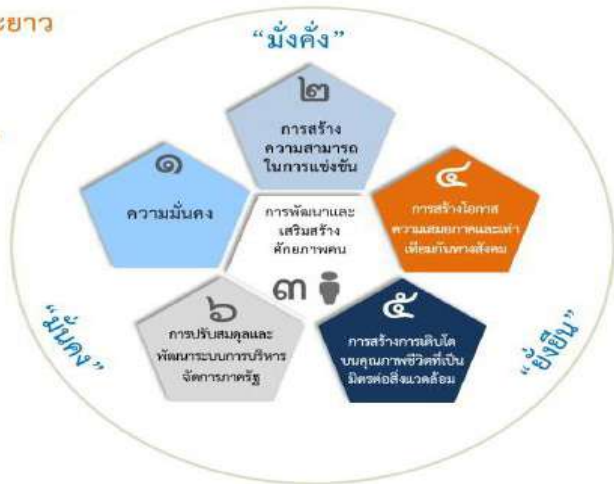 ะยาว
“มั่งคั่ง”
๒
การสร้าง
ความสามารถ
ในการแข่งขัน
๑
ความมั่นคง
การพัฒนาและ
เสริมสร้าง
ศักยภาพคน
๓
๔
การสร้างโอกาส
ความเสมอภาคและเท่า
เทียมกันทางสังคม
๖
การปรับสมดุลและ
พัฒนาระบบการบริหาร
จัดการภาครัฐ
๕
การสร้างการเติบโต
บนคุณภาพชีวิตที่เป็น
มิตรต่อสิ่งแวดล้อม
“มั่นคง”
“ยั่งยืน”